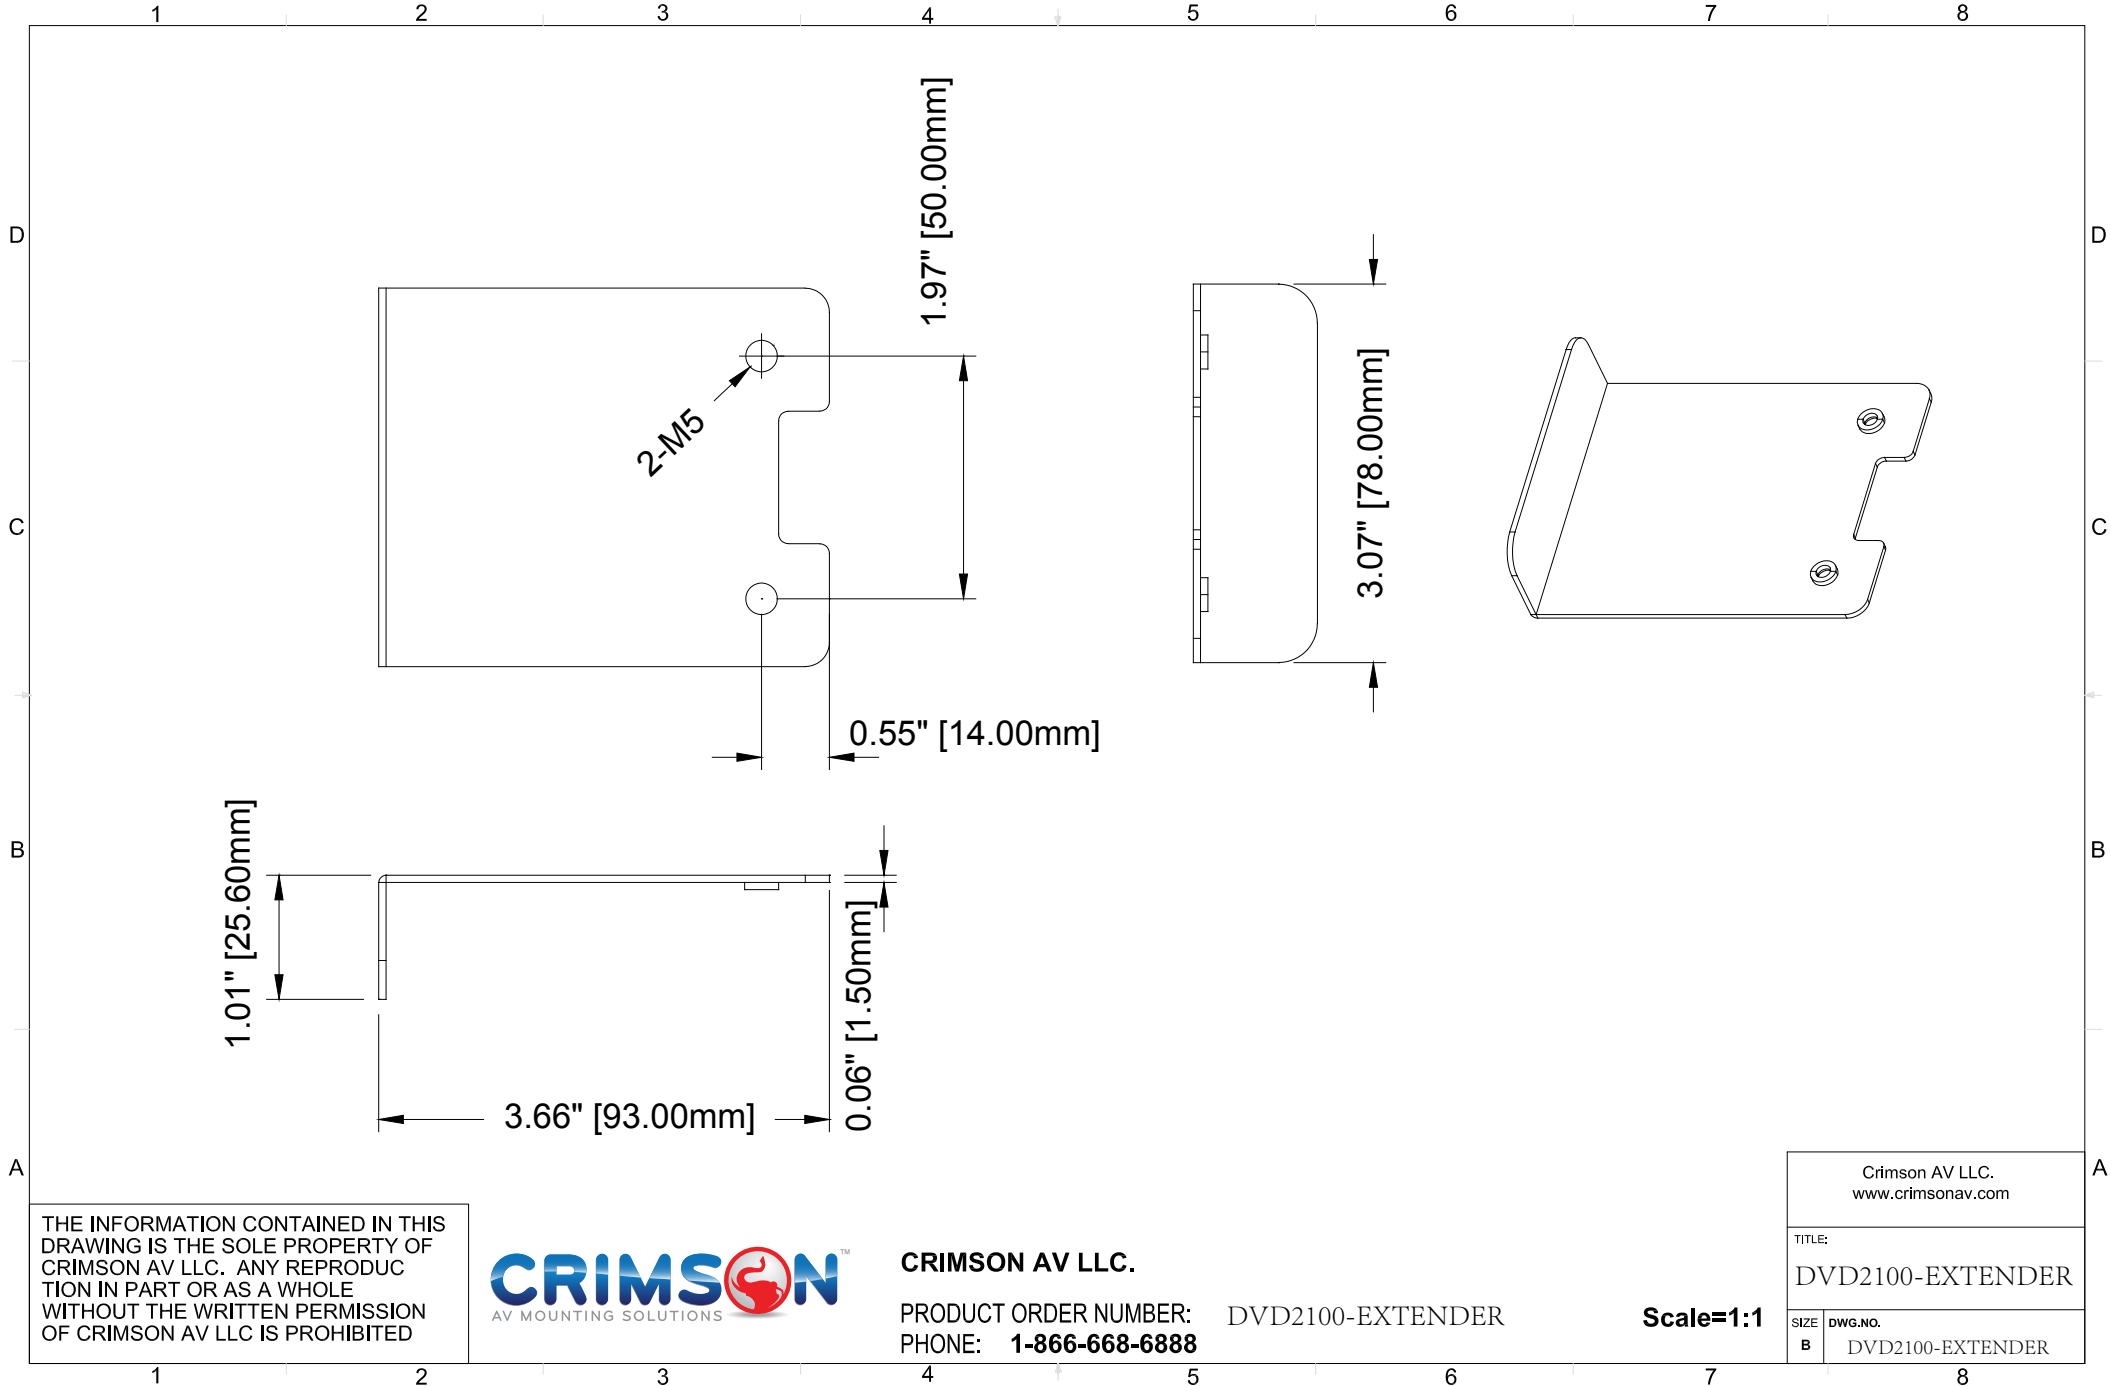 1 2 3 4 5 6 7 8
D
D
C
C
B
B
A
A
1.97" [50.00mm]
2-M5
3.07" [78.00mm]
0.55" [14.00mm]
1.01" [25.60mm]
0.06" [1.50mm]
3.66" [93.00mm]
THE INFORMATION CONTAINED IN THIS
DRAWING IS THE SOLE PROPERTY OF
CRIMSON AV LLC. ANY REPRODUC
TION IN PART OR AS A WHOLE
WITHOUT THE WRITTEN PERMISSION
OF CRIMSON AV LLC IS PROHIBITED
CRIMSON™
AV MOUNTING SOLUTIONS
CRIMSON AV LLC.
PRODUCT ORDER NUMBER: DVD2100-EXTENDER
PHONE: 1-866-668-6888
Scale=1:1
Crimson AV LLC.
www.crimsonav.com
TITLE:
DVD2100-EXTENDER
SIZE DWG.NO.
B DVD2100-EXTENDER
1 2 3 4 5 6 7 8